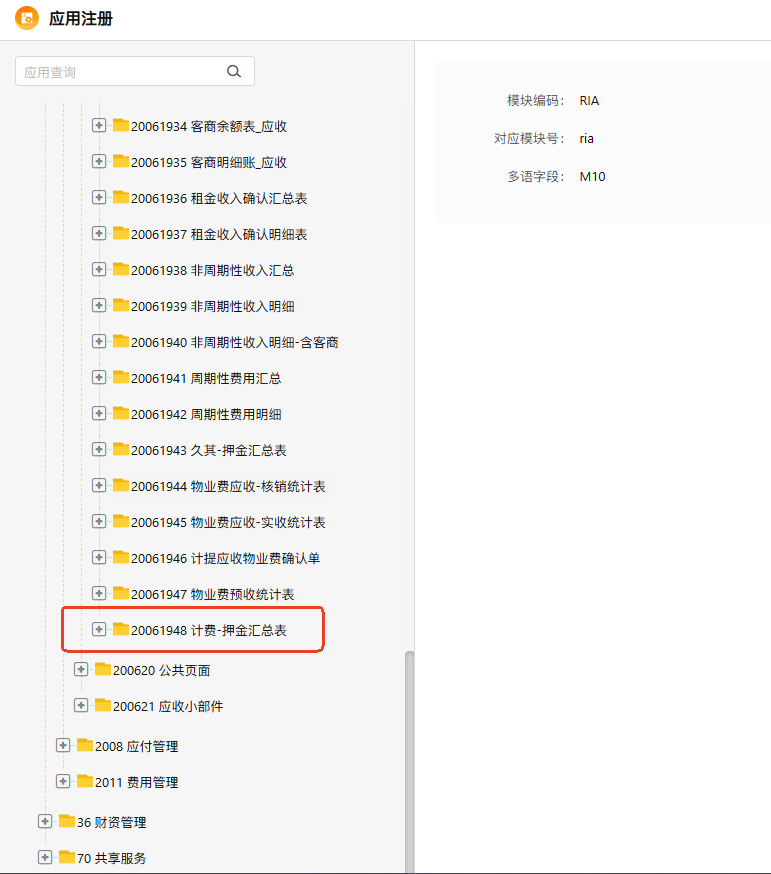 应用注册
应用查询
20061934 客商余额表_应收
20061935 客商明细账_应收
20061936 租金收入确认汇总表
20061937 租金收入确认明细表
20061938 非周期性收入汇总
20061939 非周期性收入明细
20061940 非周期性收入明细-含客商
20061941 周期性费用汇总
20061942 周期性费用明细
20061943 久其-押金汇总表
20061944 物业费应收-核销统计表
20061945 物业费应收-实收统计表
20061946 计提应收物业费确认单
20061947 物业费预收统计表
20061948 计费-押金汇总表
200620 公共页面
200621 应收小部件
2008 应付管理
2011 费用管理
36 财资管理
70 共享服务
模块编码： RIA
对应模块号： ria
多语字段： M10